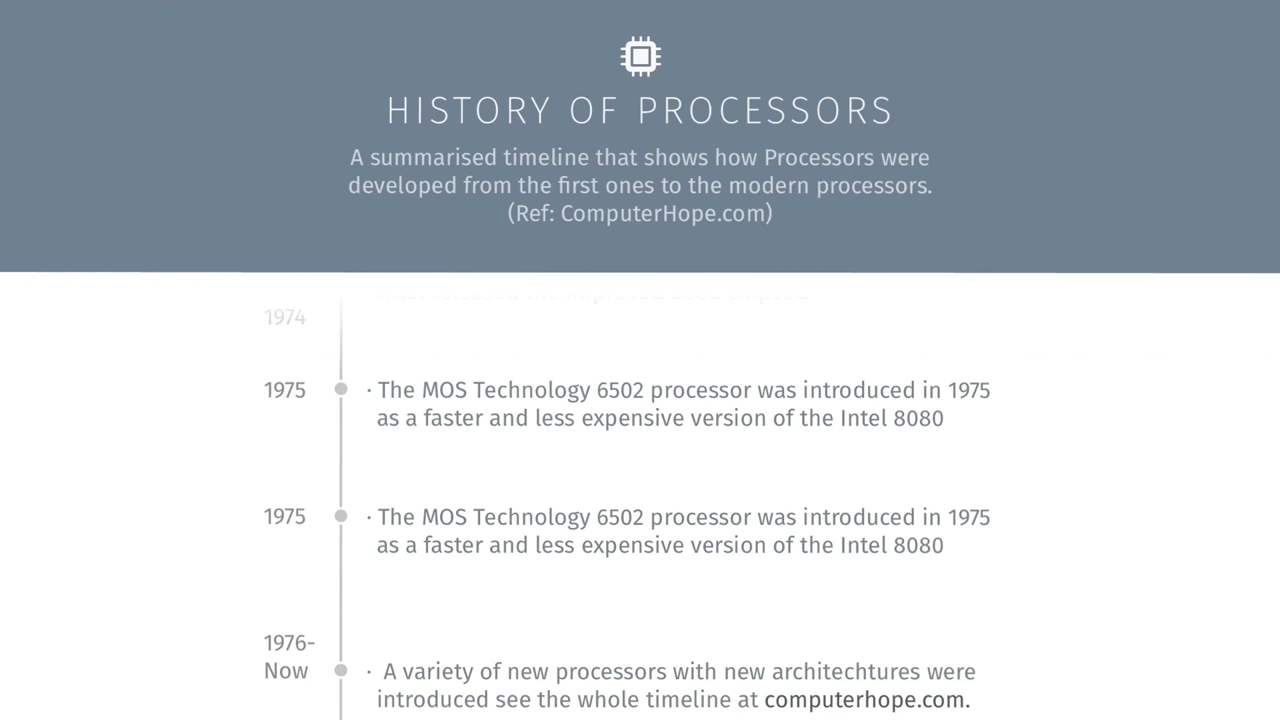 HISTORY OF PROCESSORS
A summarised timeline that shows how Processors were
developed from the first ones to the modern processors.
(Ref: ComputerHope.com)
1974
1975
· The MOS Technology 6502 processor was introduced in 1975
as a faster and less expensive version of the Intel 8080
1975
· The MOS Technology 6502 processor was introduced in 1975
as a faster and less expensive version of the Intel 8080
1976-
Now
· A variety of new processors with new architechtures were
introduced see the whole timeline at computerhope.com.